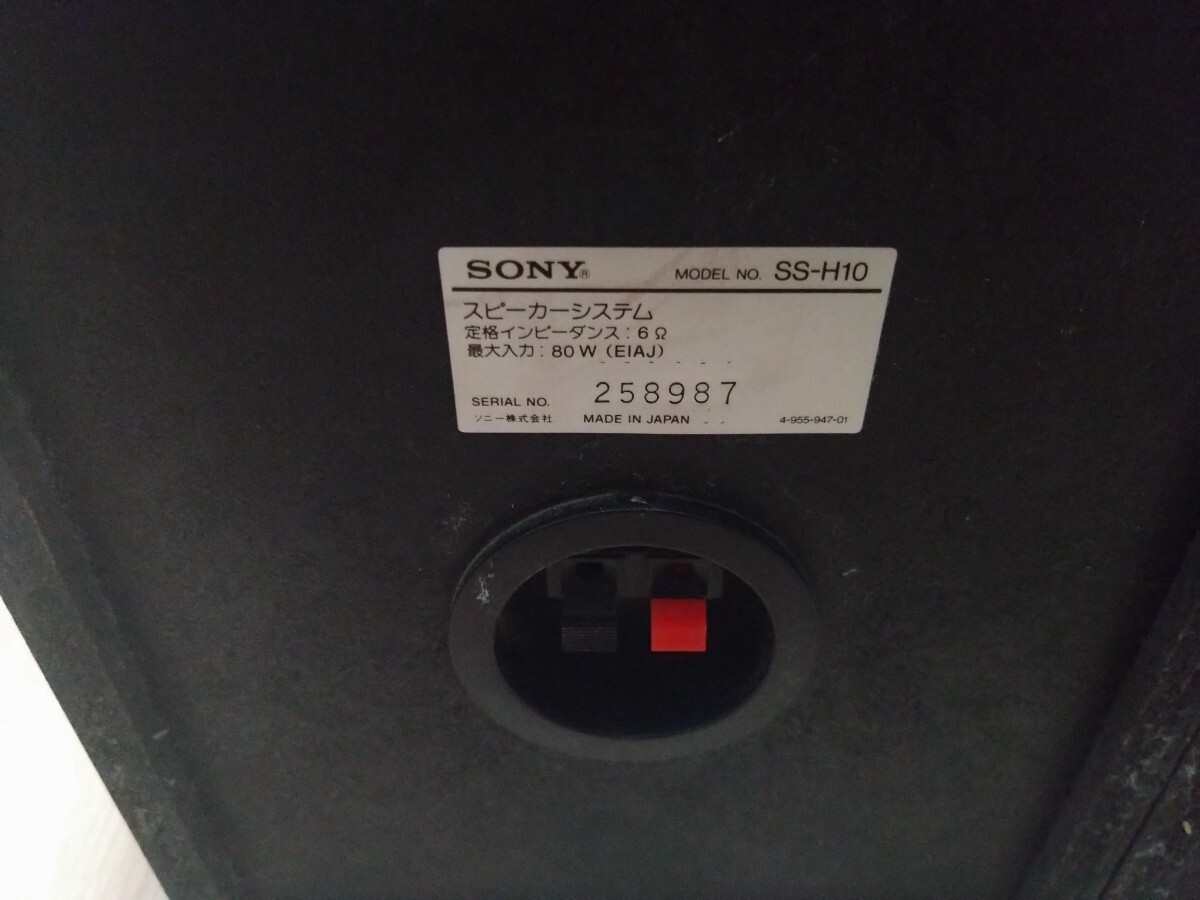 SONY® MODEL NO. SS-H10
スピーカーシステム
定格インピーダンス：6Ω
最大入力：80W (EIAJ)
SERIAL NO. 258987
ソニー株式会社 MADE IN JAPAN 4-955-947-01